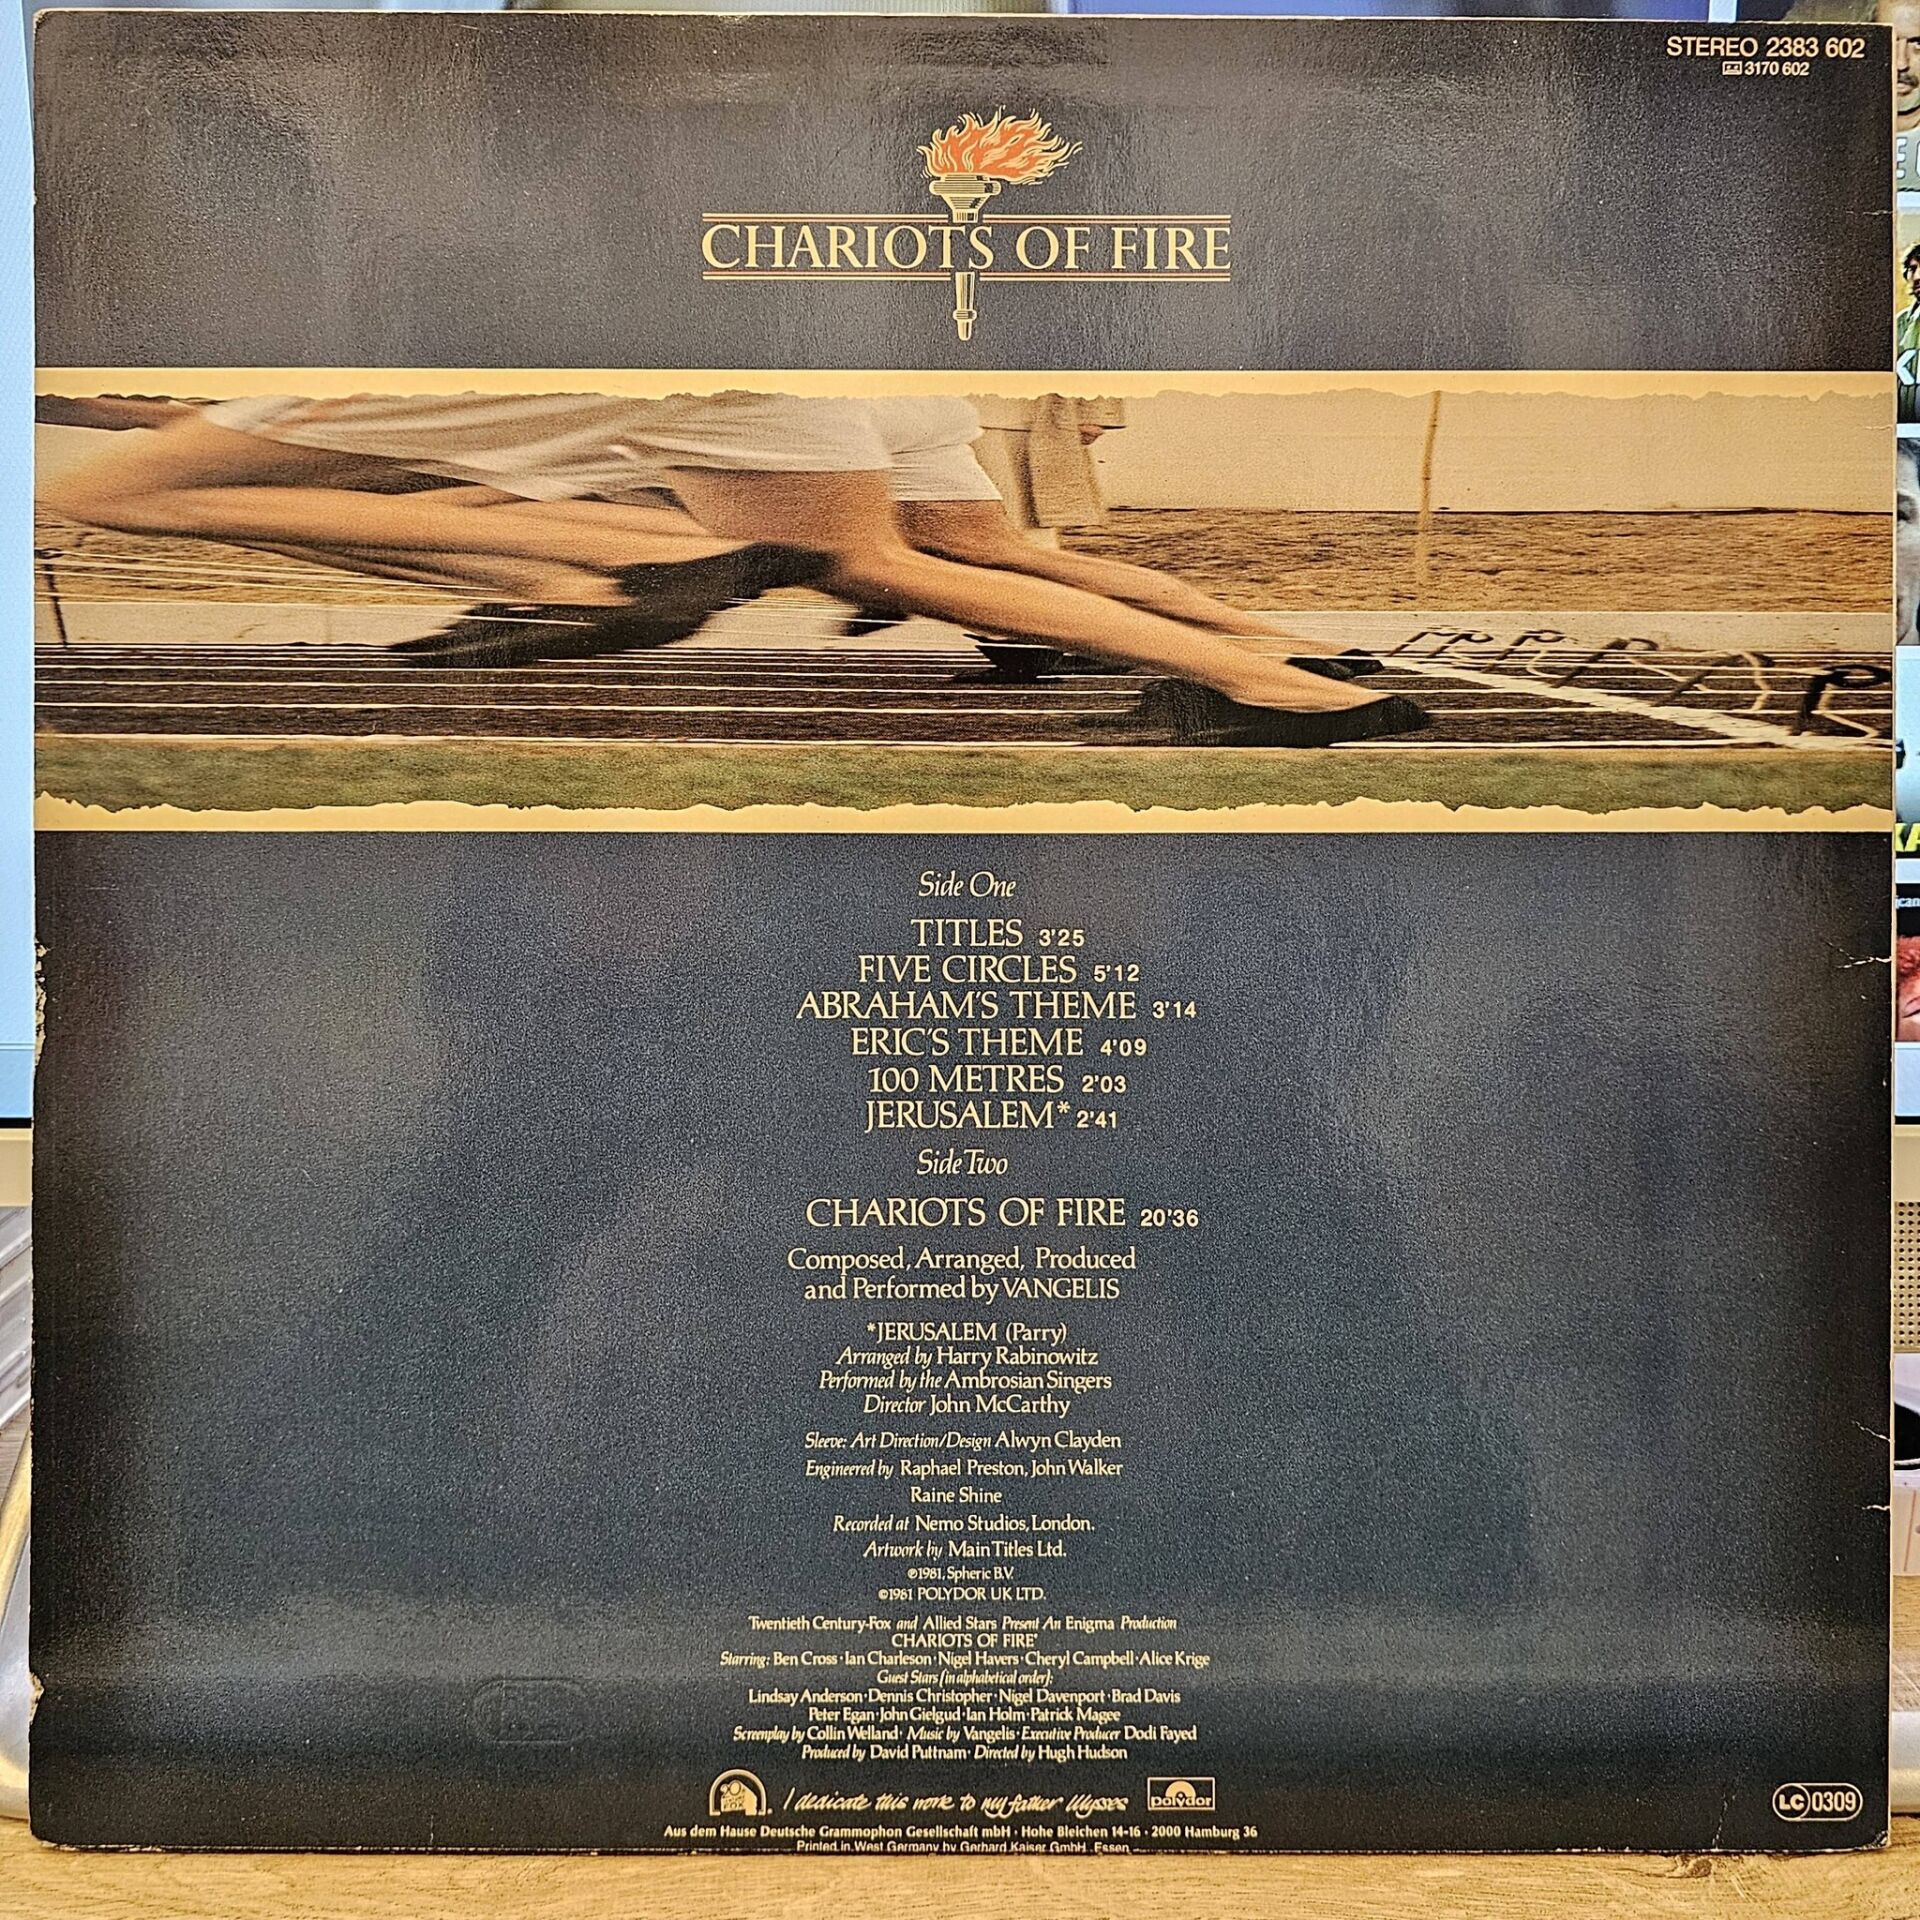 STEREO 2383 602
3170 602
CHARIOTS OF FIRE
Side One
TITLES 3'25
FIVE CIRCLES 5'12
ABRAHAM'S THEME 3'14
ERIC'S THEME 4'09
100 METRES 2'03
JERUSALEM* 2'41
Side Two
CHARIOTS OF FIRE 20'36
Composed, Arranged, Produced
and Performed by VANGELIS
*JERUSALEM (Parry)
Arranged by Harry Rabinowitz
Performed by the Ambrosian Singers
Director John McCarthy
Sleeve: Art Direction/Design Alwyn Clayden
Engineered by Raphael Preston, John Walker
Raine Shine
Recorded at Nemo Studios, London.
Artwork by Main Titles Ltd.
℗1981, Spheric B.V.
©1981 POLYDOR UK LTD.
Twentieth Century-Fox and Allied Stars Present An Enigma Production
CHARIOTS OF FIRE"
Starring: Ben Cross · Ian Charleson · Nigel Havers · Cheryl Campbell · Alice Krige
Guest Stars (in alphabetical order):
Lindsay Anderson · Dennis Christopher · Nigel Davenport · Brad Davis
Peter Egan · John Gielgud · Ian Holm · Patrick Magee
Screenplay by Collin Welland · Music by Vangelis · Executive Producer Dodi Fayed
Produced by David Puttnam · Directed by Hugh Hudson
I dedicate this work to my father Ulysses
polydor
LC 0309
Aus dem Hause Deutsche Grammophon Gesellschaft mbH · Hohe Bleichen 14-16 · 2000 Hamburg 36
Printed in West Germany by Gerhard Kaiser GmbH, Essen